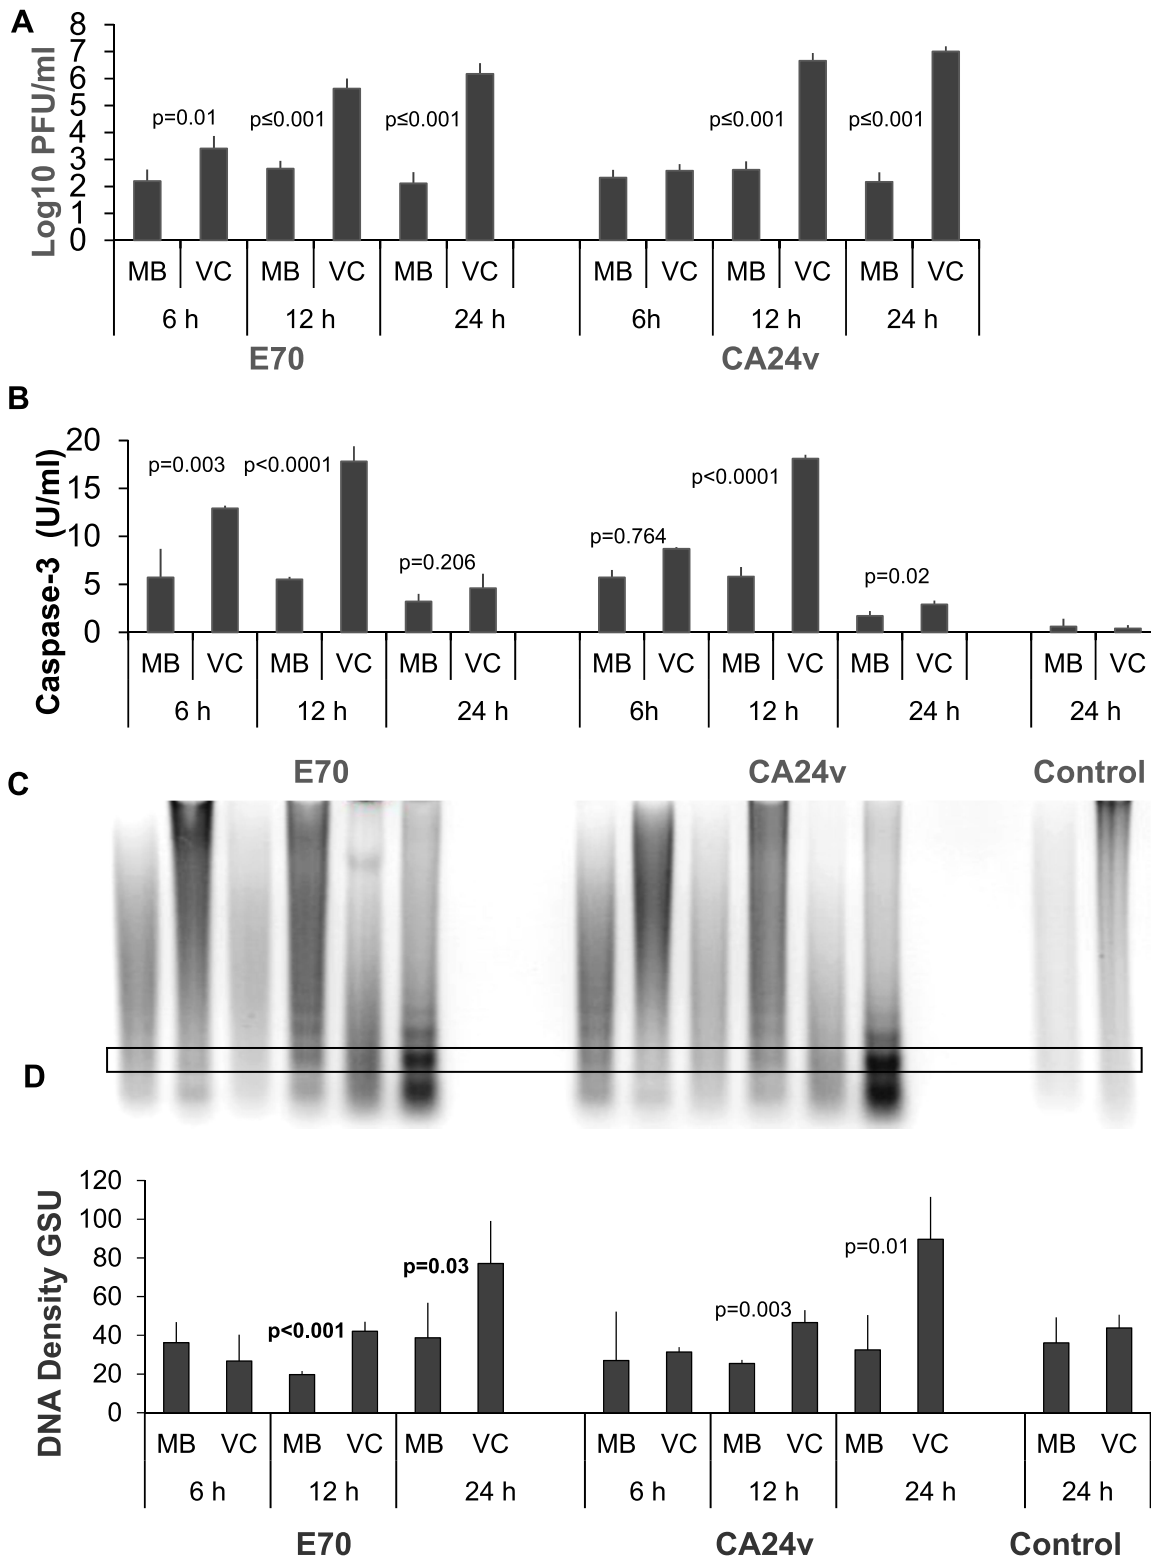 A
Log10 PFU/ml
8
7
6
5
4
3
2
1
0
p=0.01
p≤0.001
p≤0.001
p≤0.001
p≤0.001
MB VC MB VC MB VC MB VC MB VC MB VC
6 h 12 h 24 h 6h 12 h 24 h
E70 CA24v
B
Caspase-3 (U/ml)
20
15
10
5
0
p=0.003
p<0.0001
p=0.206
p=0.764
p<0.0001
p=0.02
MB VC MB VC MB VC MB VC MB VC MB VC MB VC
6 h 12 h 24 h 6h 12 h 24 h 24 h
E70 CA24v Control
C
D
DNA Density GSU
120
100
80
60
40
20
0
p<0.001
p=0.03
p=0.003
p=0.01
MB VC MB VC MB VC MB VC MB VC MB VC MB VC
6 h 12 h 24 h 6 h 12 h 24 h 24 h
E70 CA24v Control